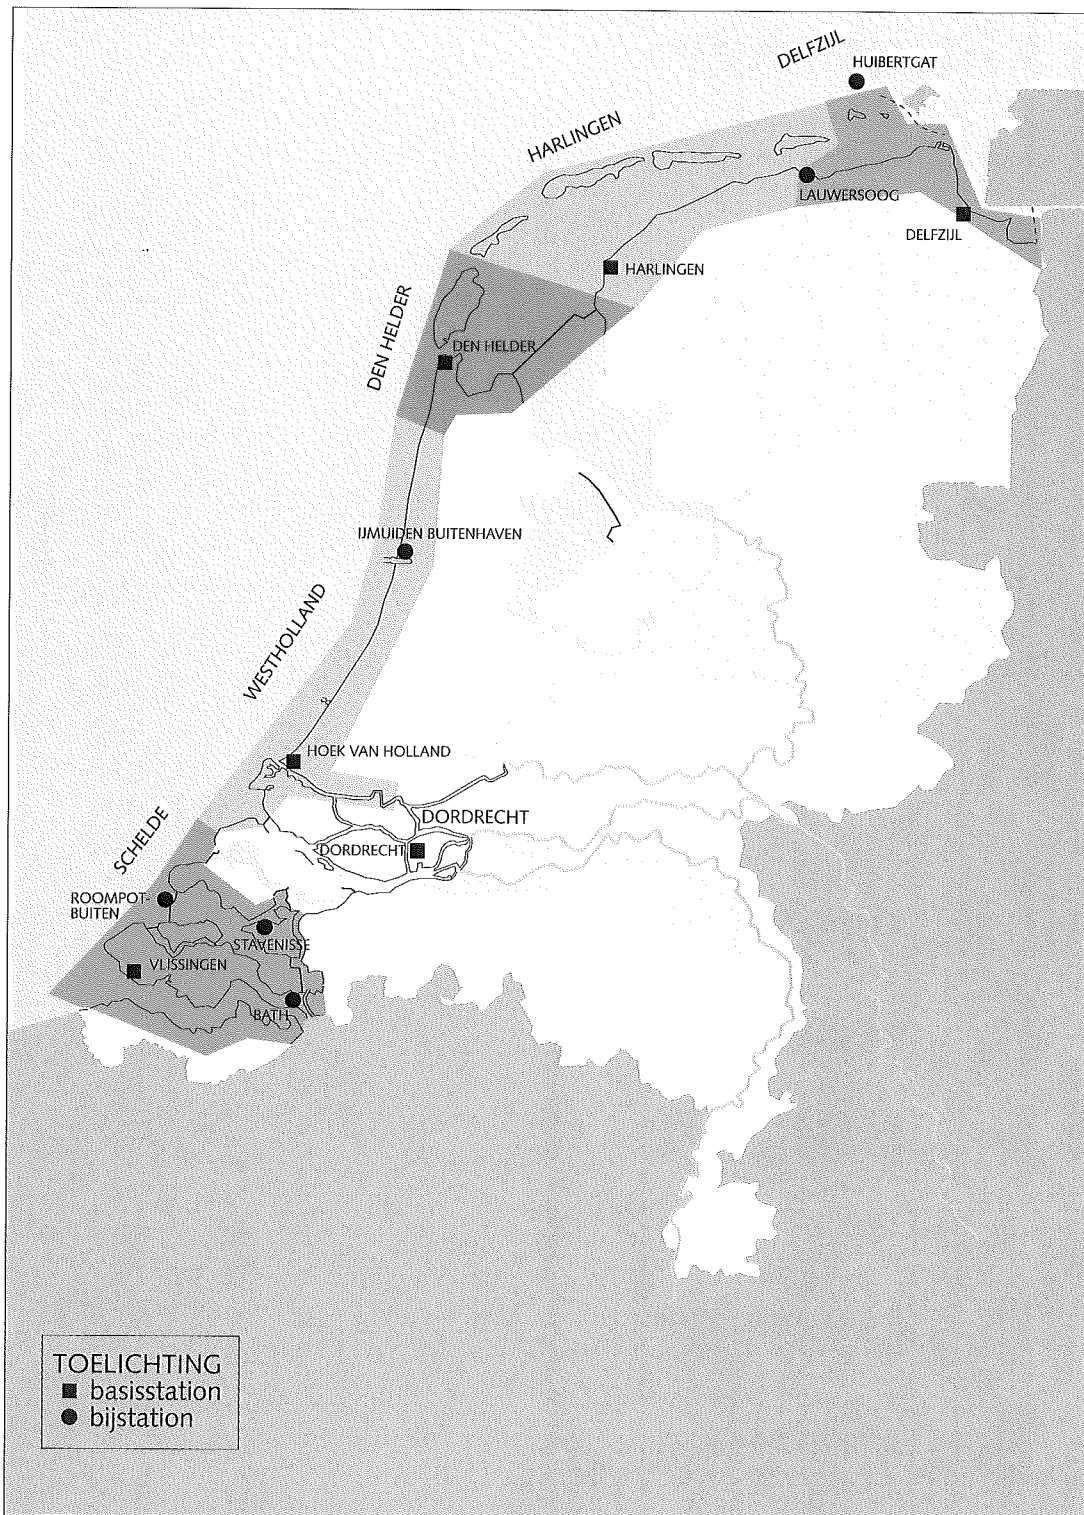 DELFZIJL
HUIBERTGAT
HARLINGEN
LAUWERSOOG
DELFZIJL
HARLINGEN
DEN HELDER
DEN HELDER
IJMUIDEN BUITENHAVEN
WESTHOLLAND
HOEK VAN HOLLAND
DORDRECHT
DORDRECHT
SCHELDE
ROOMPOT-
BUITEN
STAVENISSE
VLISSINGEN
BATH
TOELICHTING
basisstation
bijstation